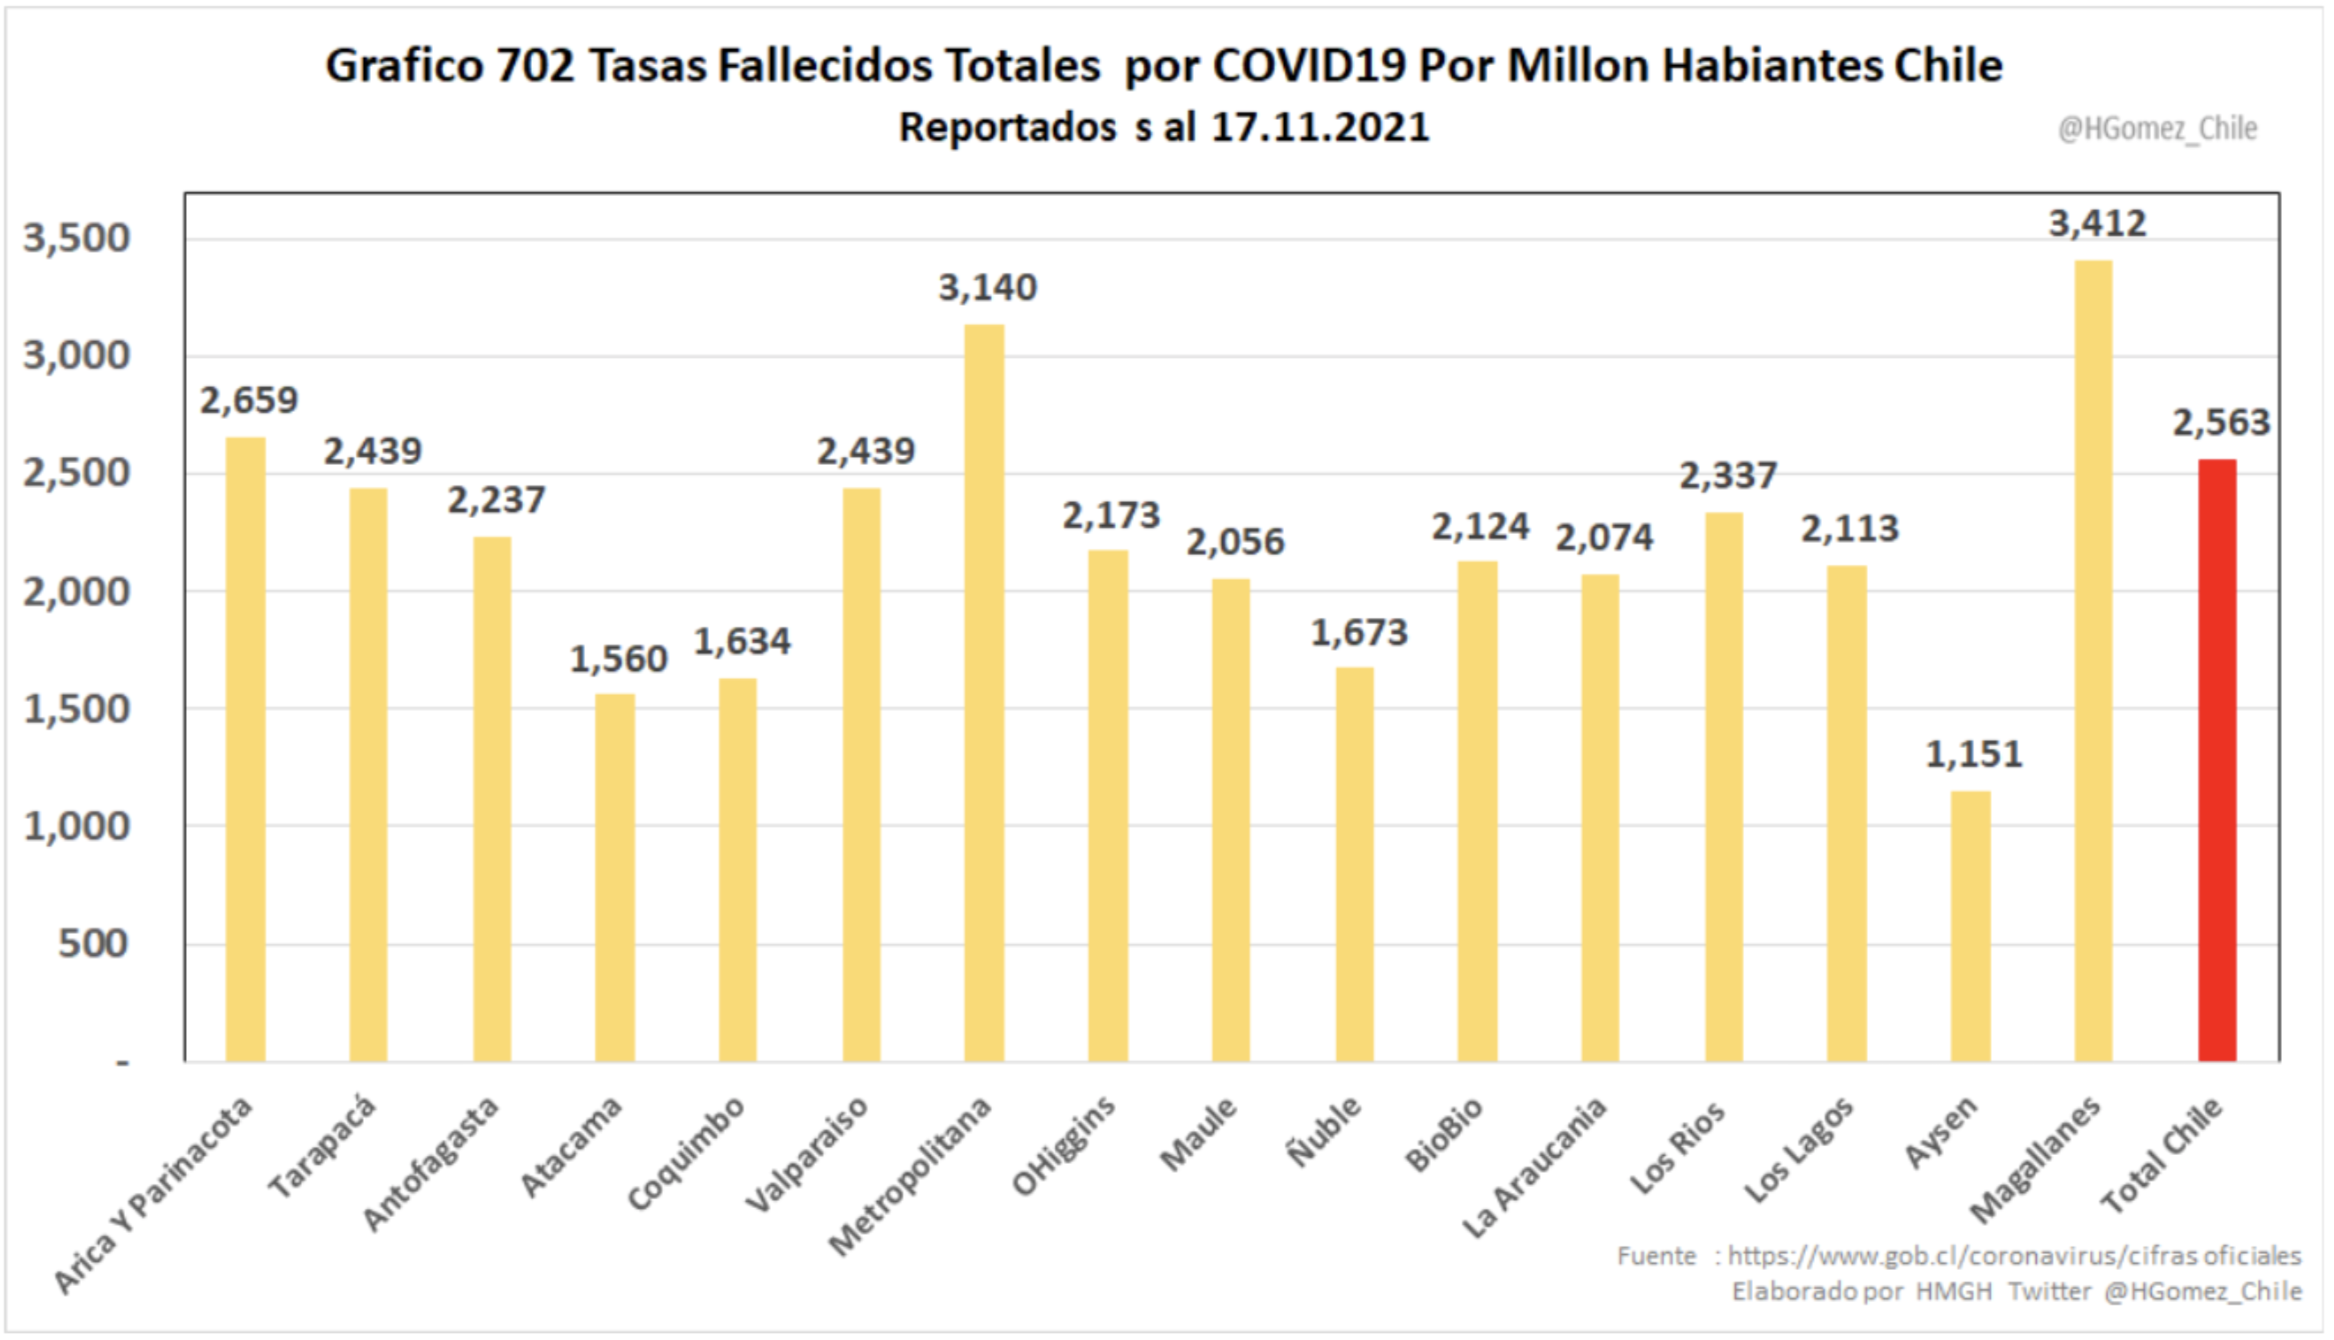 Grafico 702 Tasas Fallecidos Totales por COVID19 Por Millon Habiantes Chile
Reportados s al 17.11.2021
@HGomez_Chile
3,500
3,000
2,500
2,000
1,500
1,000
500
-
2,659
2,439
2,237
1,560
1,634
2,439
3,140
2,173
2,056
1,673
2,124
2,074
2,337
2,113
1,151
3,412
2,563
Arica Y Parinacota
Tarapacá
Antofagasta
Atacama
Coquimbo
Valparaiso
Metropolitana
OHiggins
Maule
Ñuble
BioBio
La Araucania
Los Rios
Los Lagos
Aysen
Magallanes
Total Chile
Fuente : https://www.gob.cl/coronavirus/cifras oficiales
Elaborado por HMGH Twitter @HGomez_Chile